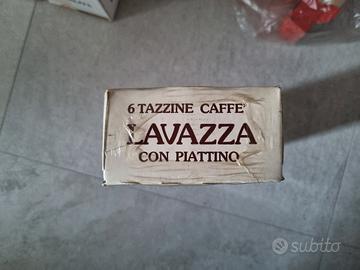 6 TAZZINE CAFFE'
LAVAZZA
CON PIATTINO
subito